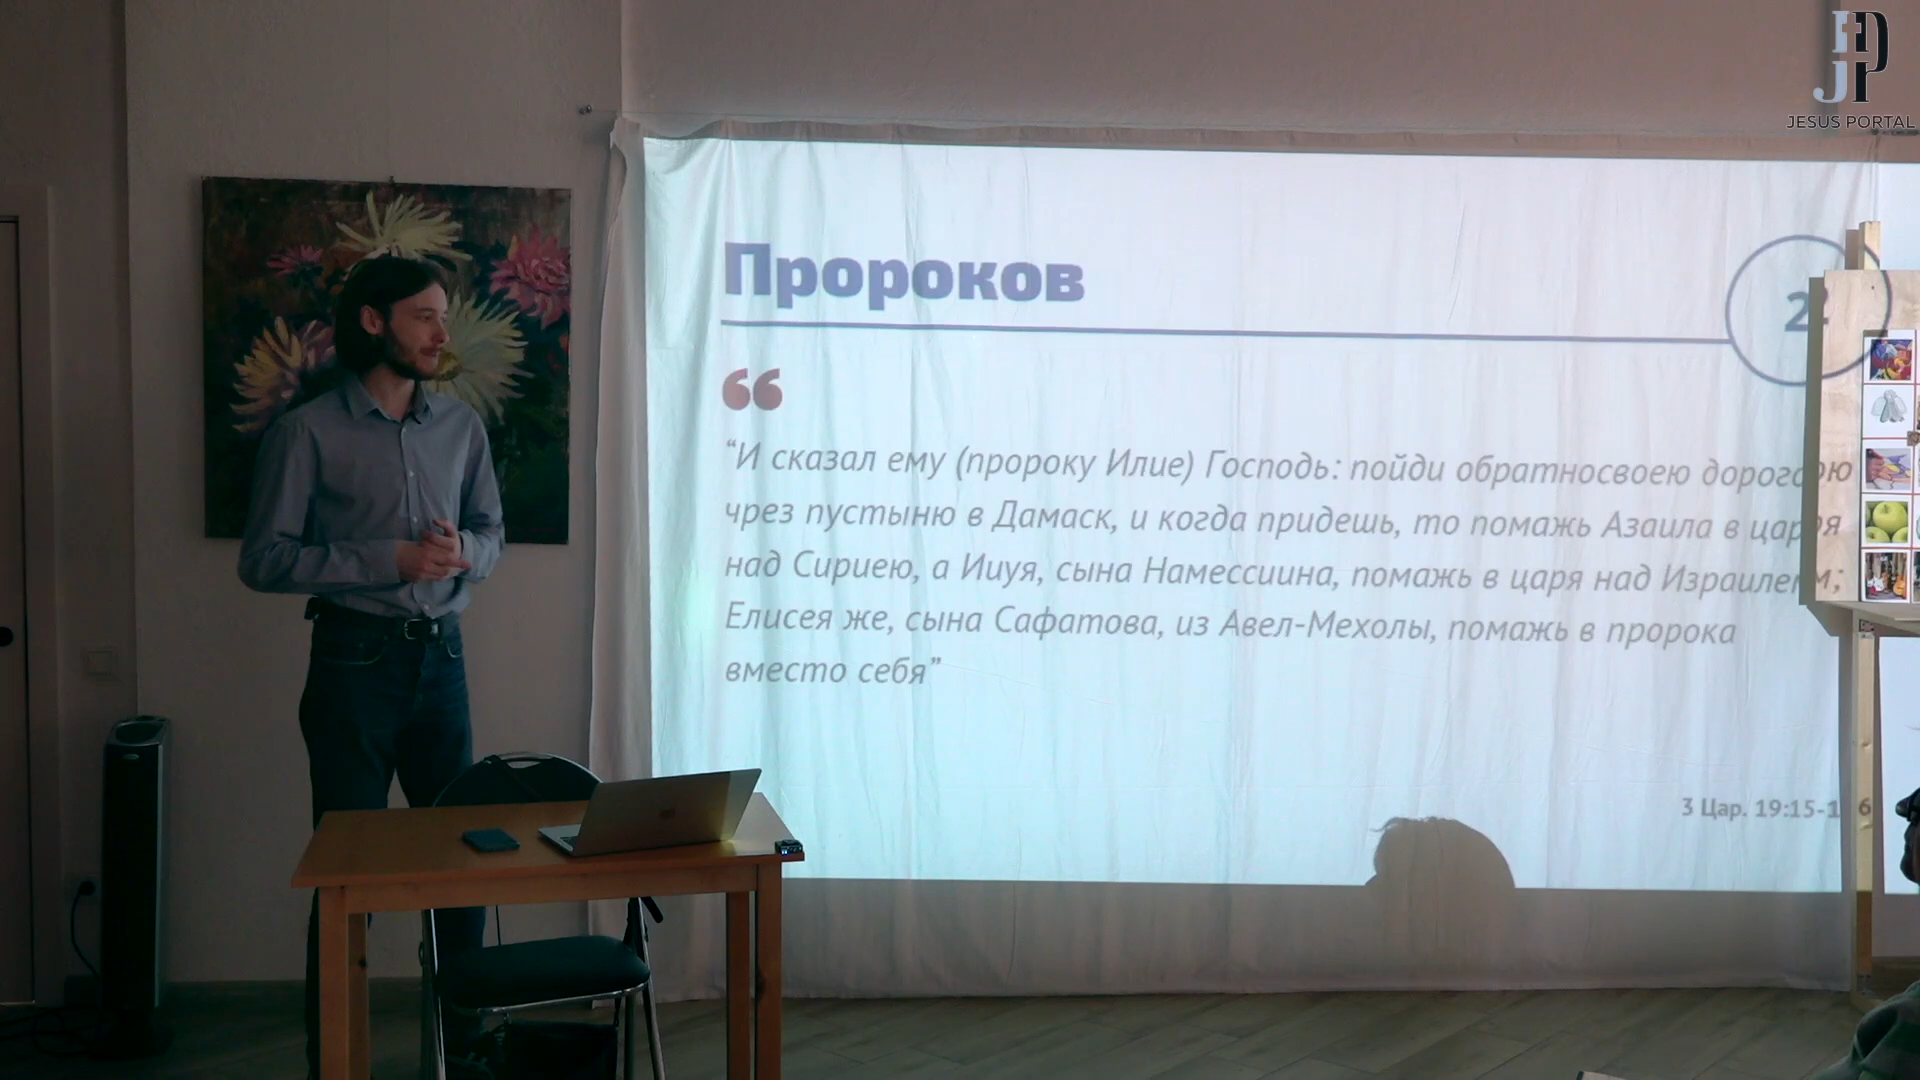 JESUS PORTAL
Пророков
2
“И сказал ему (пророку Илие) Господь: пойди обратносвоею дорогою
чрез пустыню в Дамаск, и когда придешь, то помажь Азаила в царя
над Сириею, а Ииуя, сына Намессиина, помажь в царя над Израилем;
Елисея же, сына Сафатова, из Авел-Мехолы, помажь в пророка
вместо себя”
3 Цар. 19:15-16